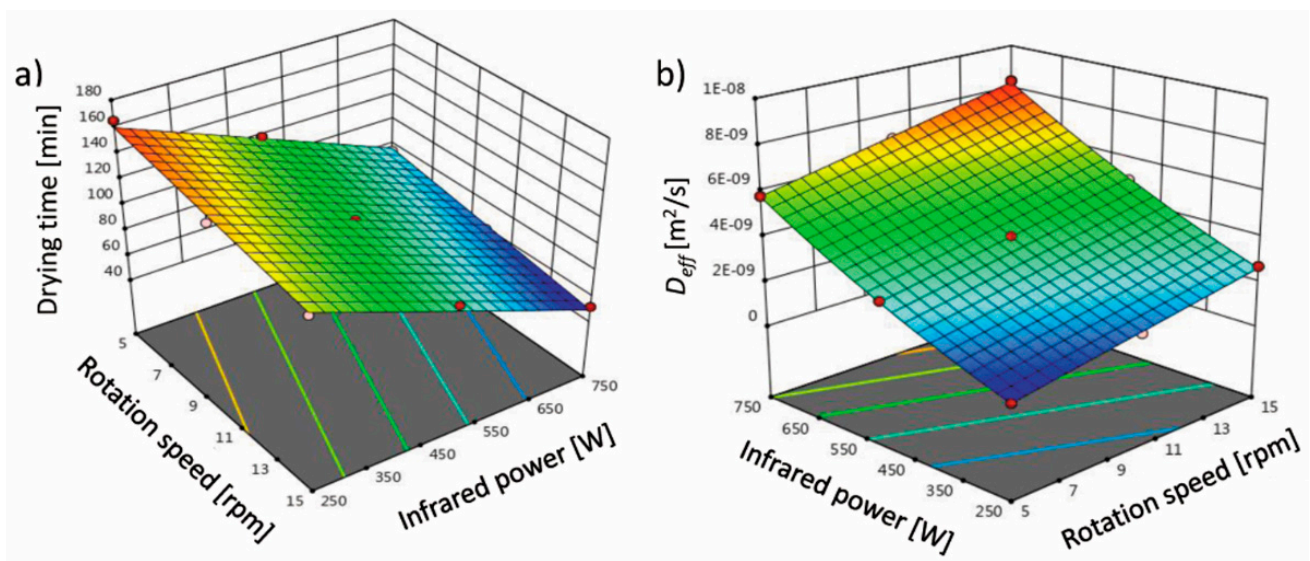 a)
Drying time [min]
180
160
140
120
100
80
60
40
5
7
9
11
13
15
Rotation speed [rpm]
250
350
450
550
650
750
Infrared power [W]
b)
D_eff [m²/s]
1E-08
8E-09
6E-09
4E-09
2E-09
0
750
650
550
450
350
250
Infrared power [W]
5
7
9
11
13
15
Rotation speed [rpm]